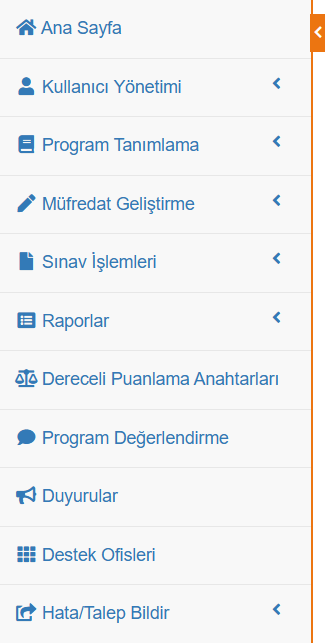 Ana Sayfa
Kullanıcı Yönetimi
Program Tanımlama
Müfredat Geliştirme
Sınav İşlemleri
Raporlar
Dereceli Puanlama Anahtarları
Program Değerlendirme
Duyurular
Destek Ofisleri
Hata/Talep Bildir